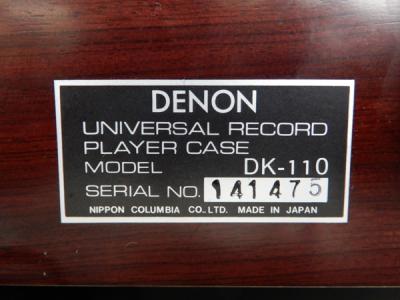 DENON
UNIVERSAL RECORD
PLAYER CASE
MODEL DK-110
SERIAL NO. 141475
NIPPON COLUMBIA CO., LTD. MADE IN JAPAN